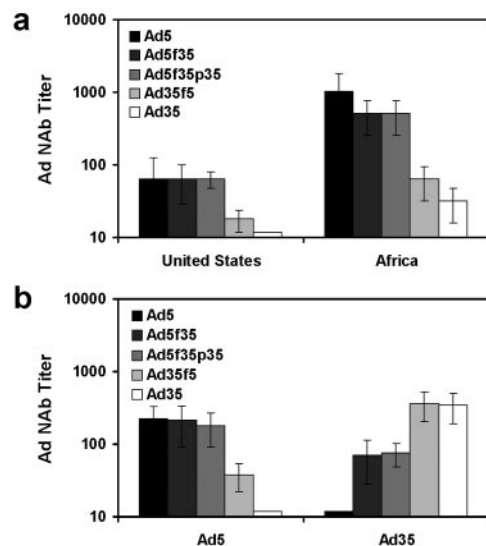 a
10000
1000
100
10
Ad NAb Titer
Ad5
Ad5f35
Ad5f35p35
Ad35f5
Ad35
United States Africa
b
10000
1000
100
10
Ad NAb Titer
Ad5
Ad5f35
Ad5f35p35
Ad35f5
Ad35
Ad5 Ad35